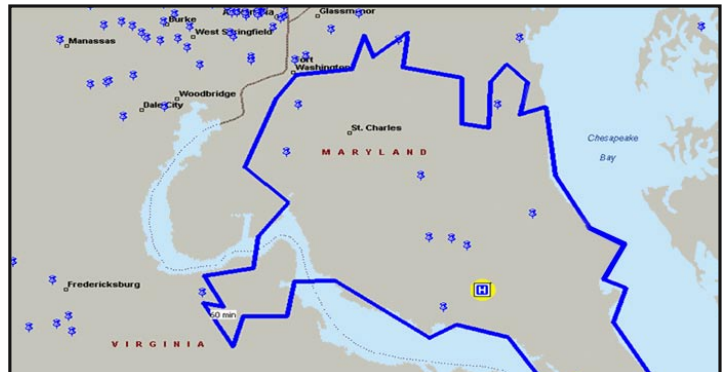 Glassmanor
Burke
West Springfield
Manassas
Fort
Washington
Woodbridge
Dale City
St. Charles
Chesapeake
Bay
MARYLAND
H
Fredericksburg
60 min
VIRGINIA